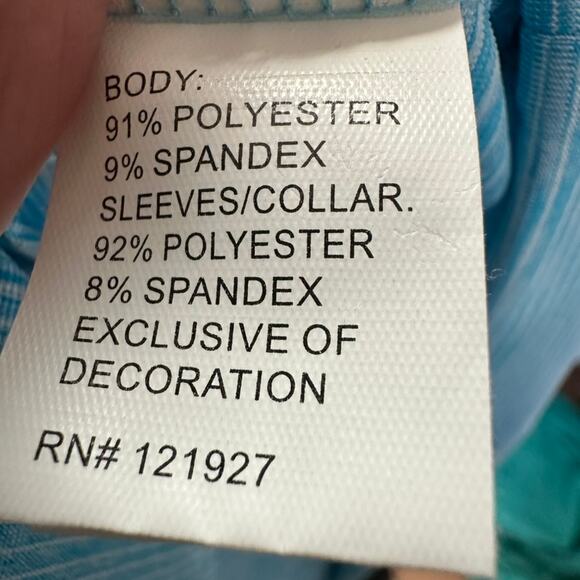 BODY:
91% POLYESTER
9% SPANDEX
SLEEVES/COLLAR.
92% POLYESTER
8% SPANDEX
EXCLUSIVE OF
DECORATION
RN# 121927